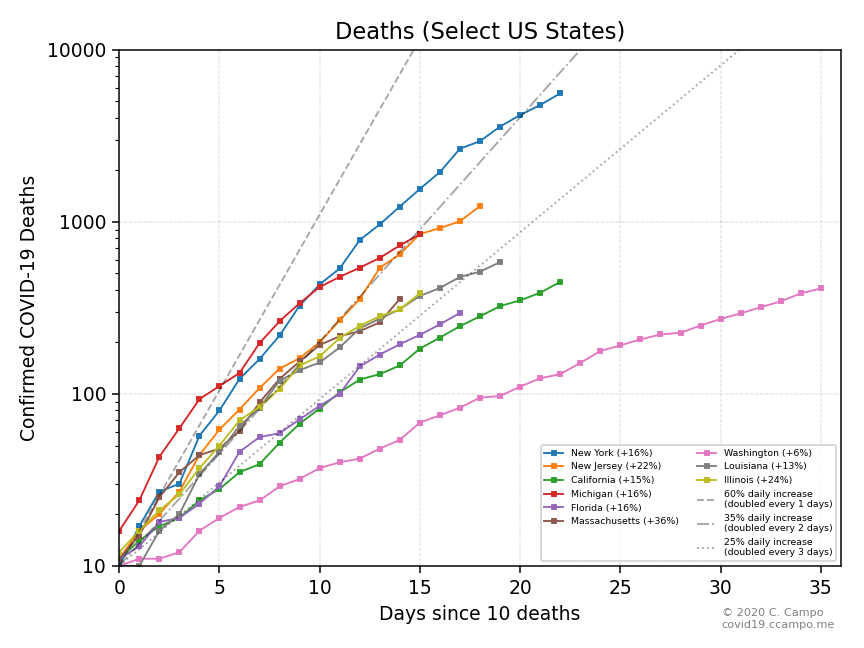 Deaths (Select US States)
Confirmed COVID-19 Deaths
10000
1000
100
10
0 5 10 15 20 25 30 35
Days since 10 deaths
New York (+16%)
New Jersey (+22%)
California (+15%)
Michigan (+16%)
Florida (+16%)
Massachusetts (+36%)
Washington (+6%)
Louisiana (+13%)
Illinois (+24%)
60% daily increase
(doubled every 1 days)
35% daily increase
(doubled every 2 days)
25% daily increase
(doubled every 3 days)
© 2020 C. Campo
covid19.ccampo.me